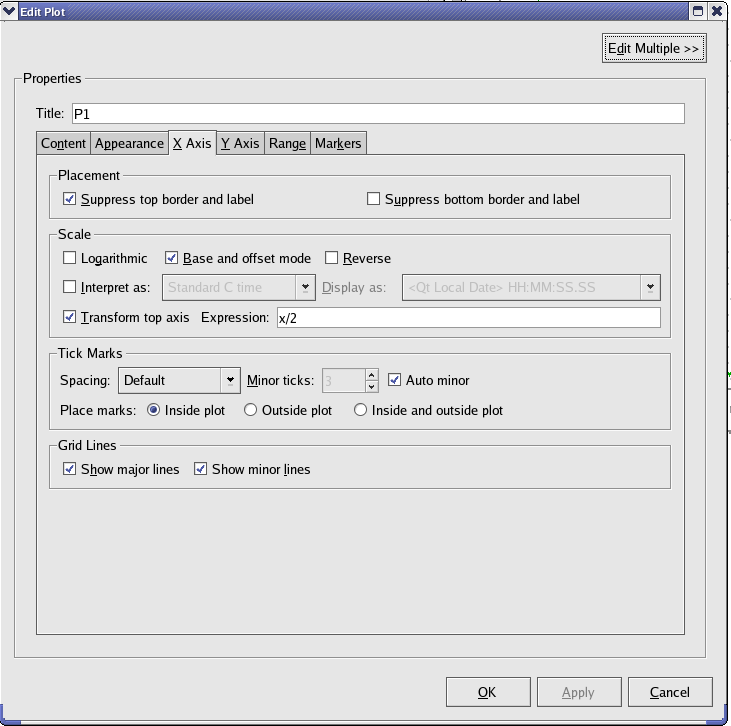 Edit Plot
Edit Multiple >>
Properties
Title: P1
Content Appearance X Axis Y Axis Range Markers
Placement
Suppress top border and label Suppress bottom border and label
Scale
Logarithmic Base and offset mode Reverse
Interpret as: Standard C time Display as: <Qt Local Date> HH:MM:SS.SS
Transform top axis Expression: x/2
Tick Marks
Spacing: Default Minor ticks: 3 Auto minor
Place marks: Inside plot Outside plot Inside and outside plot
Grid Lines
Show major lines Show minor lines
OK Apply Cancel